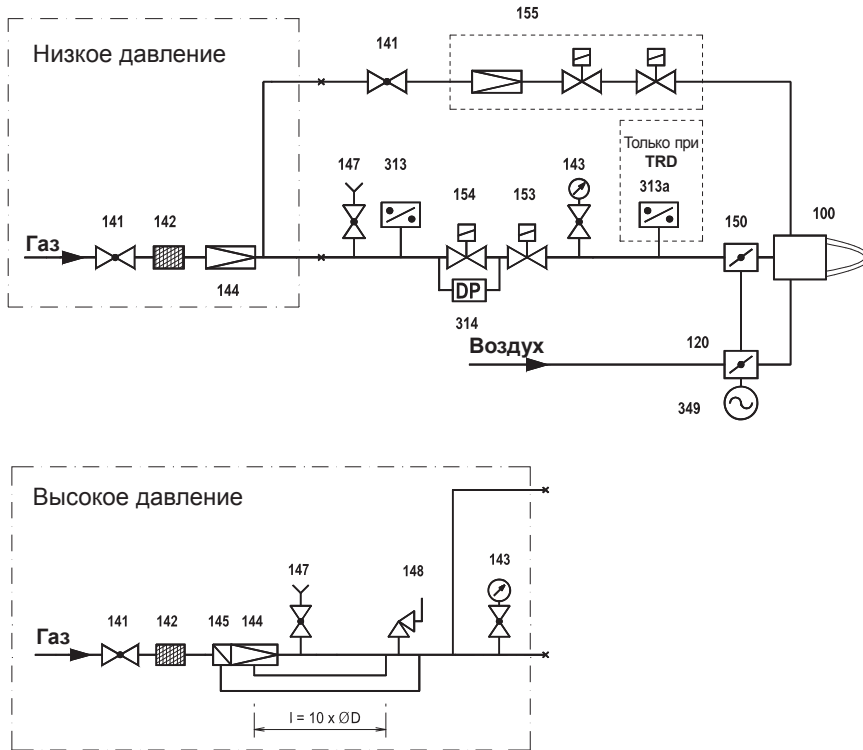 155
Низкое давление
141
Только при
TRD
147
313
154
153
143
313a
150
100
141
142
Газ
144
DP
314
Воздух
120
349
Высокое давление
147
148
143
141
142
145
144
Газ
l = 10 x ØD